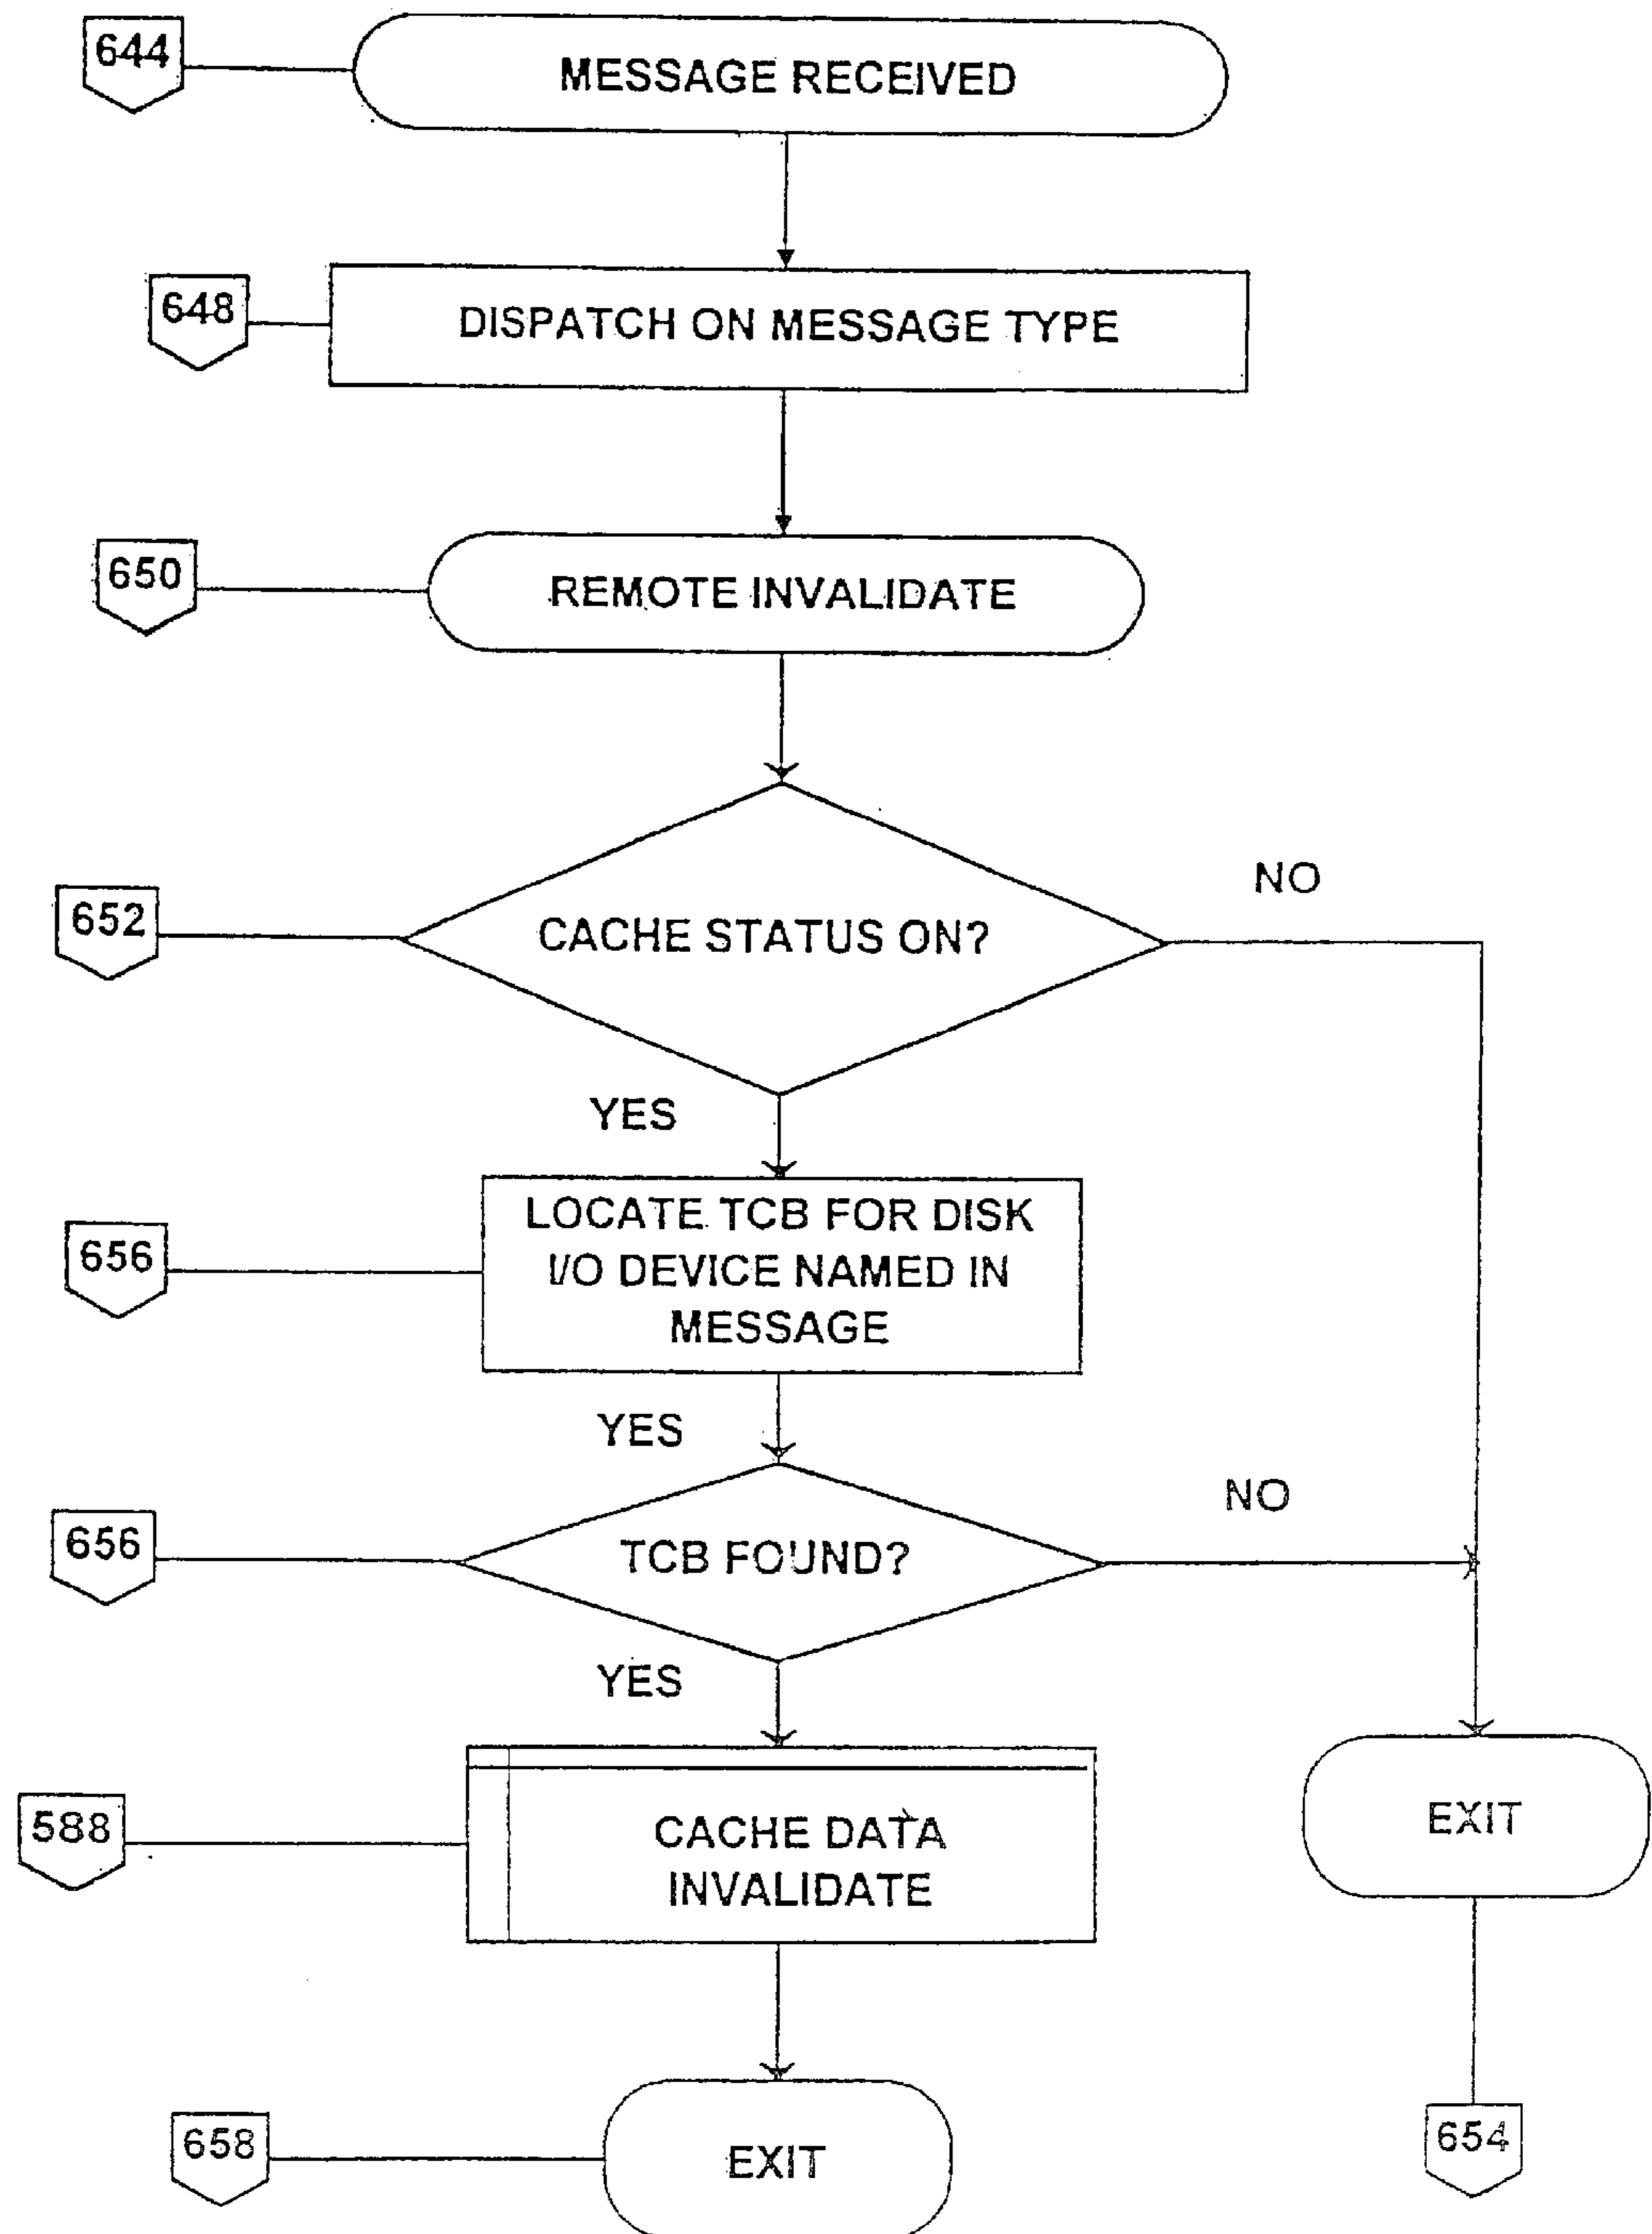 644
MESSAGE RECEIVED
648
DISPATCH ON MESSAGE TYPE
650
REMOTE INVALIDATE
652
CACHE STATUS ON?
NO
YES
656
LOCATE TCB FOR DISK
I/O DEVICE NAMED IN
MESSAGE
YES
656
TCB FOUND?
NO
YES
588
CACHE DATA
INVALIDATE
EXIT
658
EXIT
654